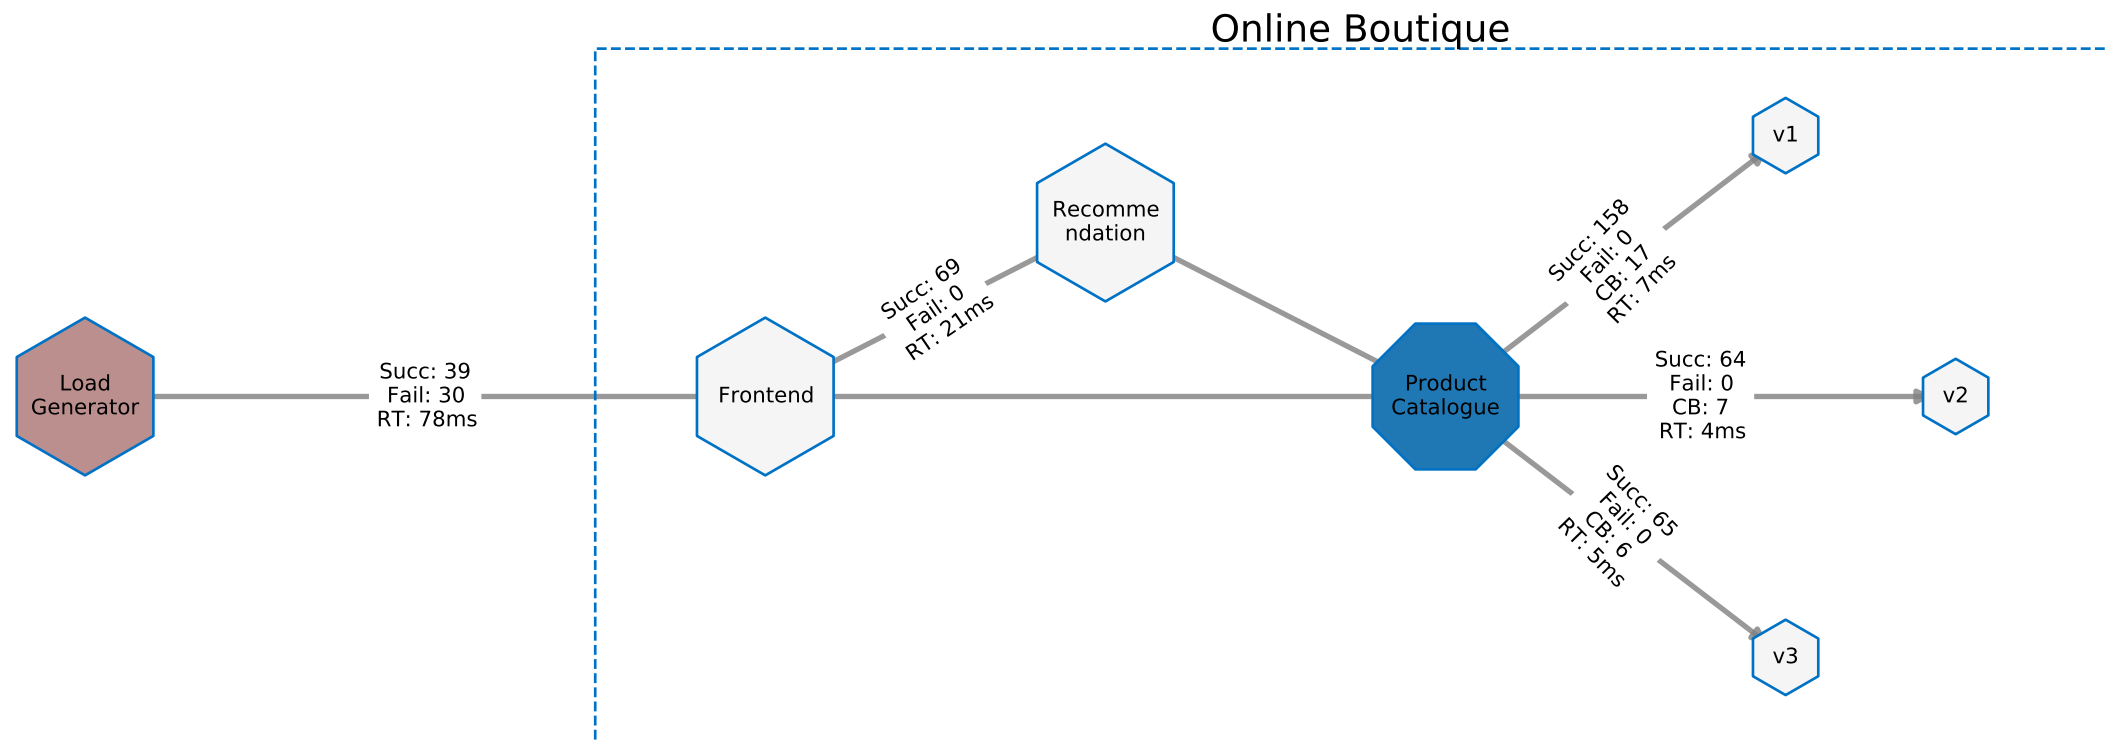 Online Boutique
Load
Generator
Succ: 39
Fail: 30
RT: 78ms
Frontend
Succ: 69
Fail: 0
RT: 21ms
Recomme
ndation
Product
Catalogue
Succ: 158
Fail: 0
CB: 17
RT: 7ms
v1
Succ: 64
Fail: 0
CB: 7
RT: 4ms
v2
Succ: 65
Fail: 0
CB: 6
RT: 5ms
v3